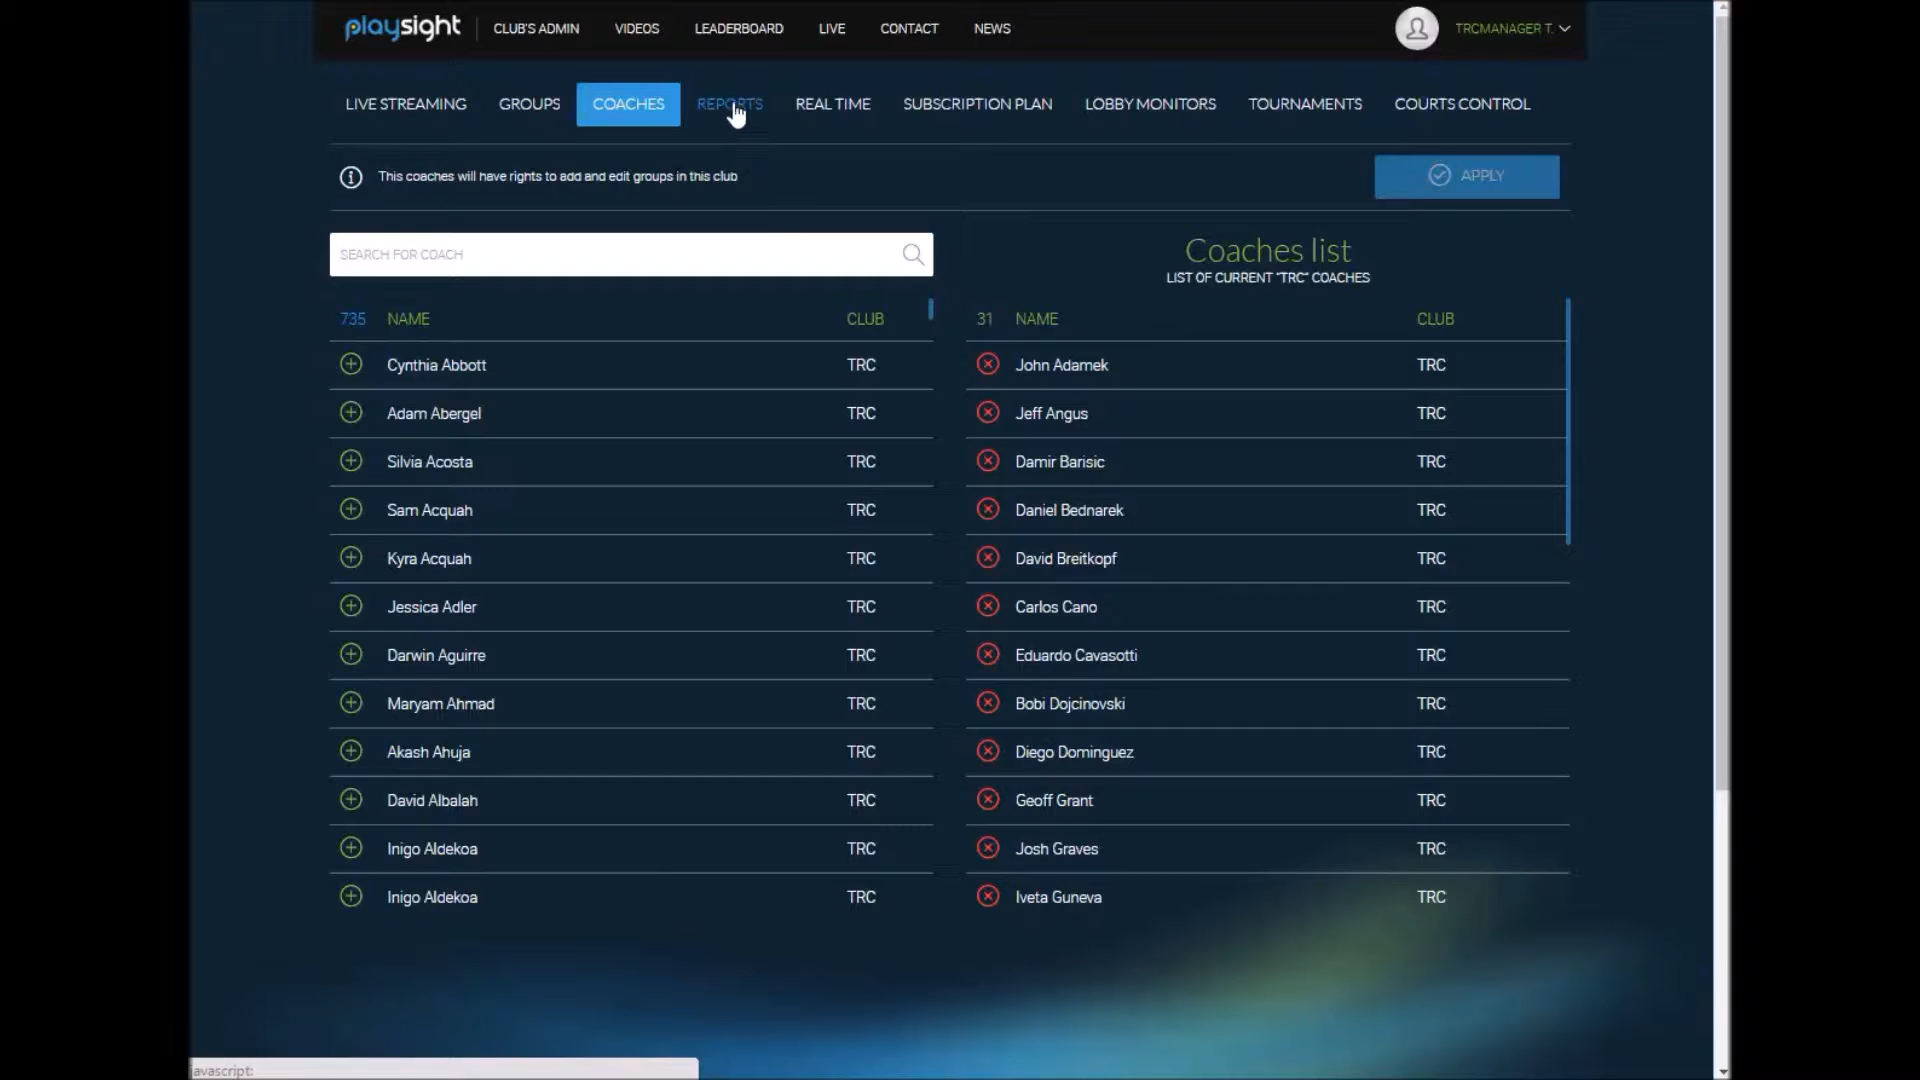 playsight CLUB'S ADMIN VIDEOS LEADERBOARD LIVE CONTACT NEWS TRCMANAGER T.
LIVE STREAMING GROUPS COACHES REPORTS REAL TIME SUBSCRIPTION PLAN LOBBY MONITORS TOURNAMENTS COURTS CONTROL
This coaches will have rights to add and edit groups in this club APPLY
SEARCH FOR COACH
735 NAME CLUB
Cynthia Abbott TRC
Adam Abergel TRC
Silvia Acosta TRC
Sam Acquah TRC
Kyra Acquah TRC
Jessica Adler TRC
Darwin Aguirre TRC
Maryam Ahmad TRC
Akash Ahuja TRC
David Albalah TRC
Inigo Aldekoa TRC
Inigo Aldekoa TRC
Coaches list
LIST OF CURRENT "TRC" COACHES
31 NAME CLUB
John Adamek TRC
Jeff Angus TRC
Damir Barisic TRC
Daniel Bednarek TRC
David Breitkopf TRC
Carlos Cano TRC
Eduardo Cavasotti TRC
Bobi Dojcinovski TRC
Diego Dominguez TRC
Geoff Grant TRC
Josh Graves TRC
Iveta Guneva TRC
avascript: